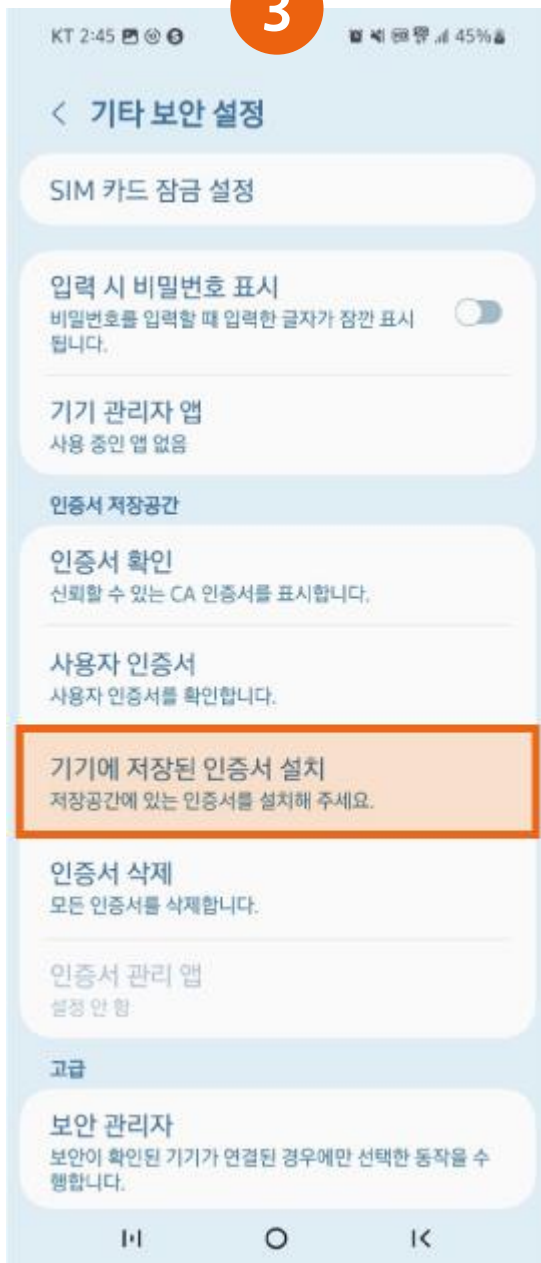 3
KT 2:45
45%
기타 보안 설정
SIM 카드 잠금 설정
입력 시 비밀번호 표시
비밀번호를 입력할 때 입력한 글자가 잠깐 표시
됩니다.
기기 관리자 앱
사용 중인 앱 없음
인증서 저장공간
인증서 확인
신뢰할 수 있는 CA 인증서를 표시합니다.
사용자 인증서
사용자 인증서를 확인합니다.
기기에 저장된 인증서 설치
저장공간에 있는 인증서를 설치해 주세요.
인증서 삭제
모든 인증서를 삭제합니다.
인증서 관리 앱
설정 안 함
고급
보안 관리자
보안이 확인된 기기가 연결된 경우에만 선택한 동작을 수
행합니다.